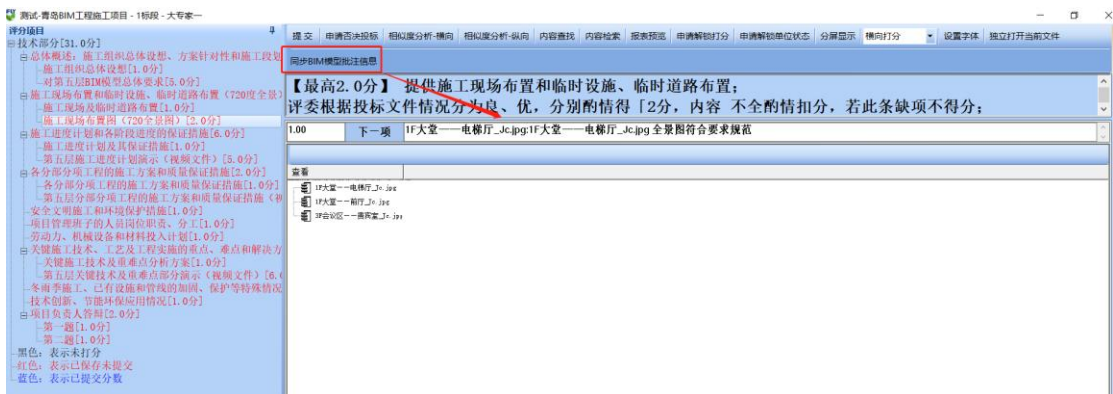 测试-青岛BIM工程施工项目 - 1标段 - 大专家一
评分项目
技术部分[31.0分]
总体概述：施工组织总体设想、方案针对性和施工段划
施工组织总体设想[1.0分]
对第五层BIM模型总体要求[5.0分]
施工现场布置和临时设施、临时道路布置（720度全景）
施工现场及临时道路布置[1.0分]
施工现场布置图（720全景图）[2.0分]
施工进度计划和各阶段进度的保证措施[6.0分]
施工进度计划及其保证措施[1.0分]
第五层施工进度计划演示（视频文件）[5.0分]
各分部分项工程的施工方案和质量保证措施[2.0分]
各分部分项工程的施工方案和质量保证措施[1.0分]
第五层分部分项工程的施工方案和质量保证措施（视
安全文明施工和环境保护措施[1.0分]
项目管理班子的人员岗位职责、分工[1.0分]
劳动力、机械设备和材料投入计划[1.0分]
关键施工技术、工艺及工程实施的重点、难点和解决方
关键施工技术及重难点分析方案[1.0分]
第五层关键技术及重难点部分演示（视频文件）[6.0
冬雨季施工、已有设施和管线的加固、保护等特殊情况
技术创新、节能环保应用情况[1.0分]
项目负责人答辩[2.0分]
第一题[1.0分]
第二题[1.0分]
黑色：表示未打分
红色：表示已保存未提交
蓝色：表示已提交分数
提交 申请否决投标 相似度分析-横向 相似度分析-纵向 内容查找 内容检索 报表预览 申请解锁打分 申请解锁单位状态 分屏显示 横向打分 设置字体 独立打开当前文件
同步BIM模型批注信息
【最高2.0分】 提供施工现场布置和临时设施、临时道路布置；
评委根据投标文件情况分为良、优，分别酌情得「2分，内容 不全酌情扣分，若此条缺项不得分；
1.00 下一项 1F大堂——电梯厅_Jc.jpg:1F大堂——电梯厅_Jc.jpg 全景图符合要求规范
查看
1F大堂--电梯厅_Jc.jpg
1F大堂--前厅_Jc.jpg
3F会议区--贵宾室_Jc.jpg